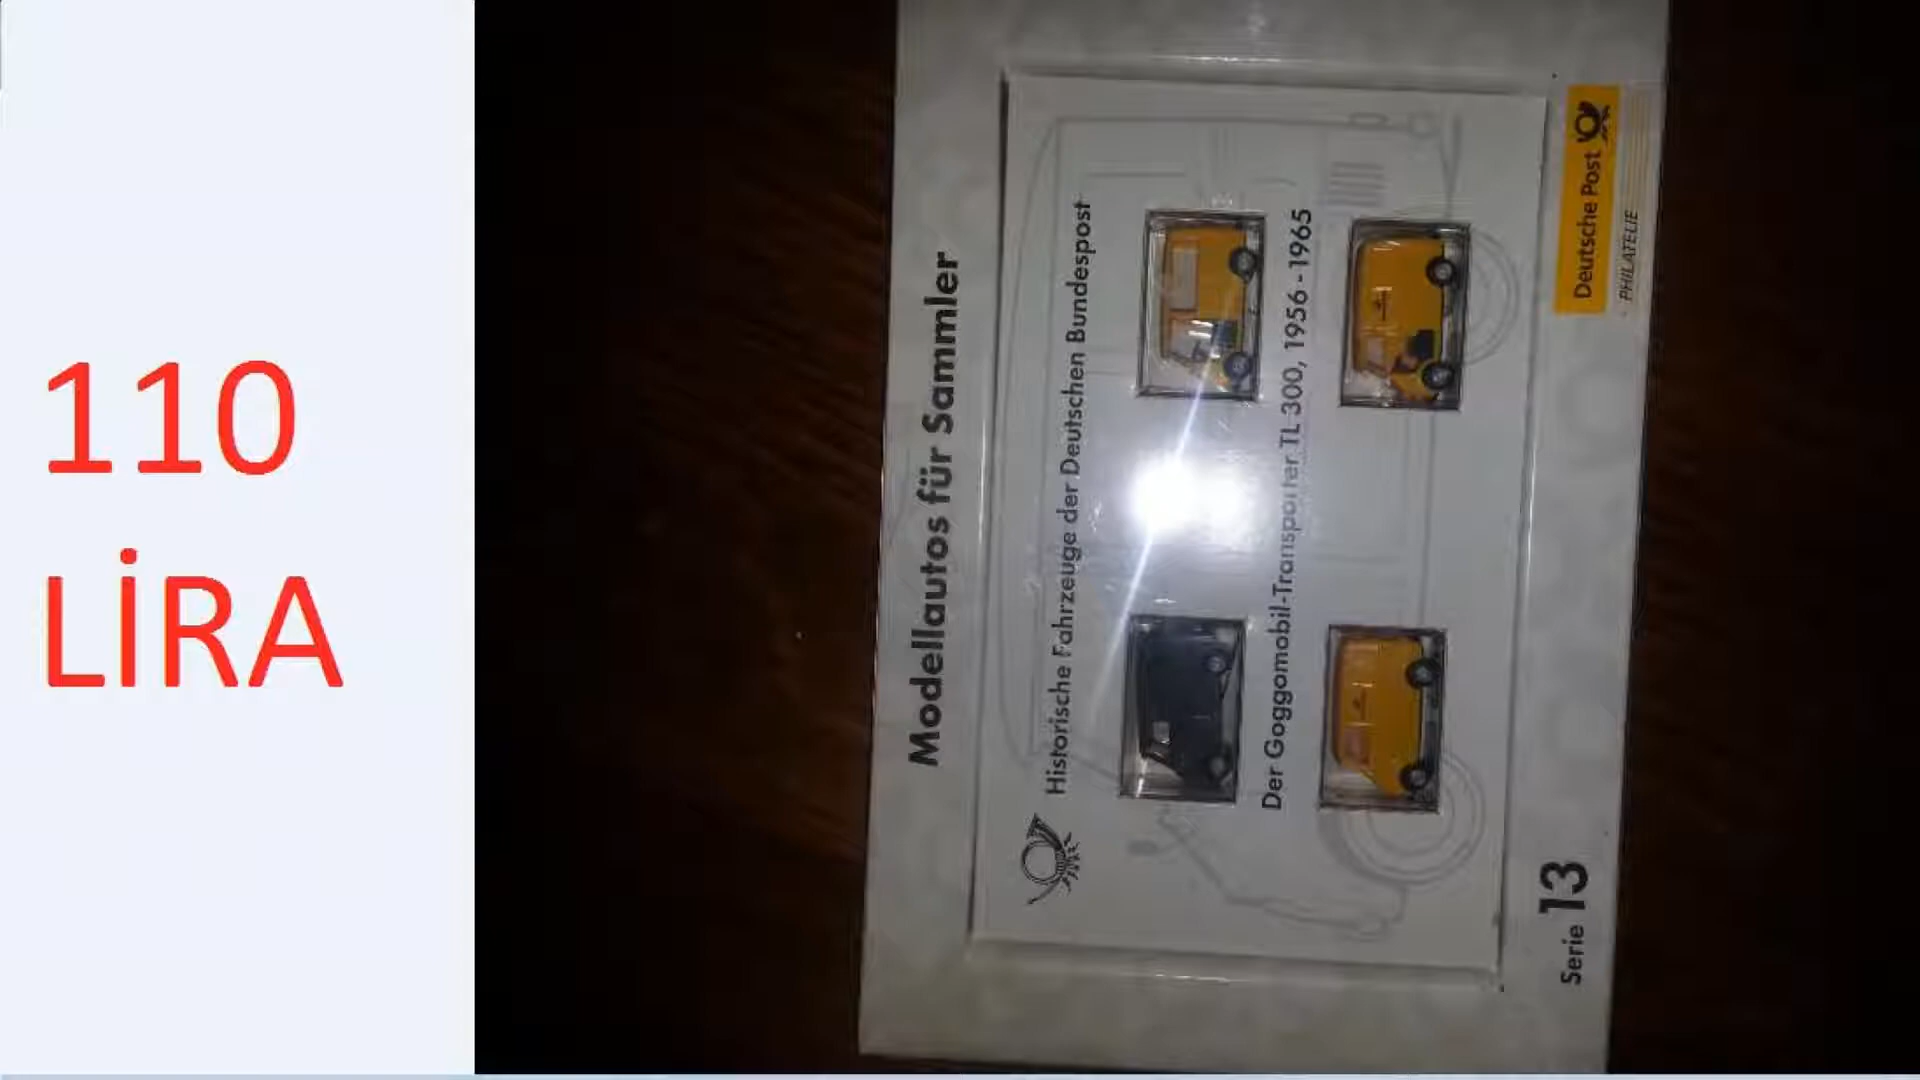 110
LİRA
Modellautos für Sammler
Historische Fahrzeuge der Deutschen Bundespost
Der Goggomobil-Transporter TL 300, 1956 - 1965
Serie 13
Deutsche Post
PHILATELIE